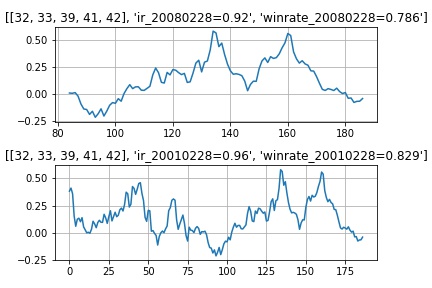 [[32, 33, 39, 41, 42], 'ir_20080228=0.92', 'winrate_20080228=0.786']
0.50
0.25
0.00
−0.25
80 100 120 140 160 180
[[32, 33, 39, 41, 42], 'ir_20010228=0.96', 'winrate_20010228=0.829']
0.50
0.25
0.00
−0.25
0 25 50 75 100 125 150 175